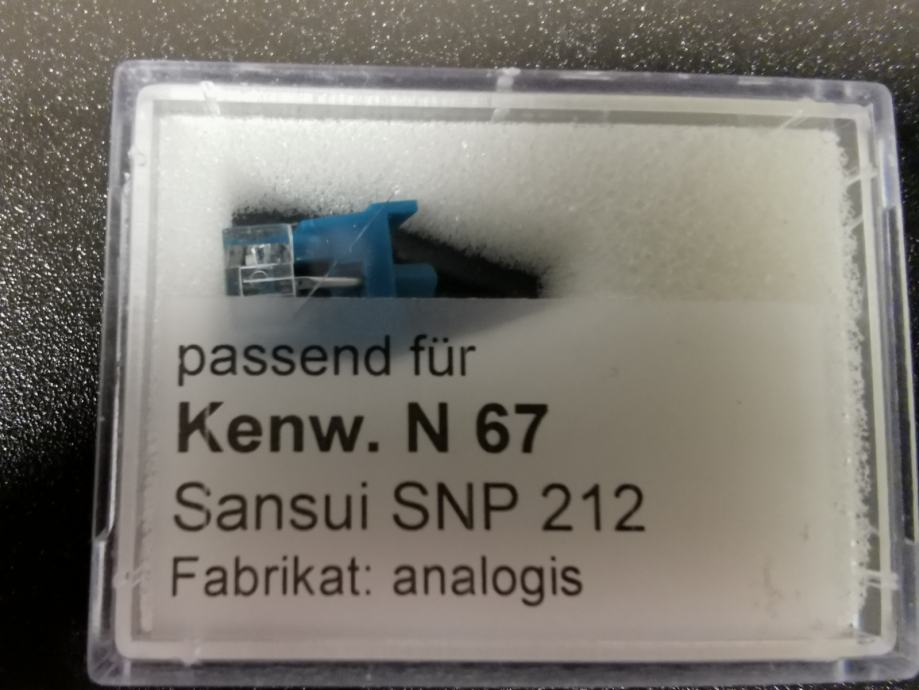 passend für
Kenw. N 67
Sansui SNP 212
Fabrikat: analogis